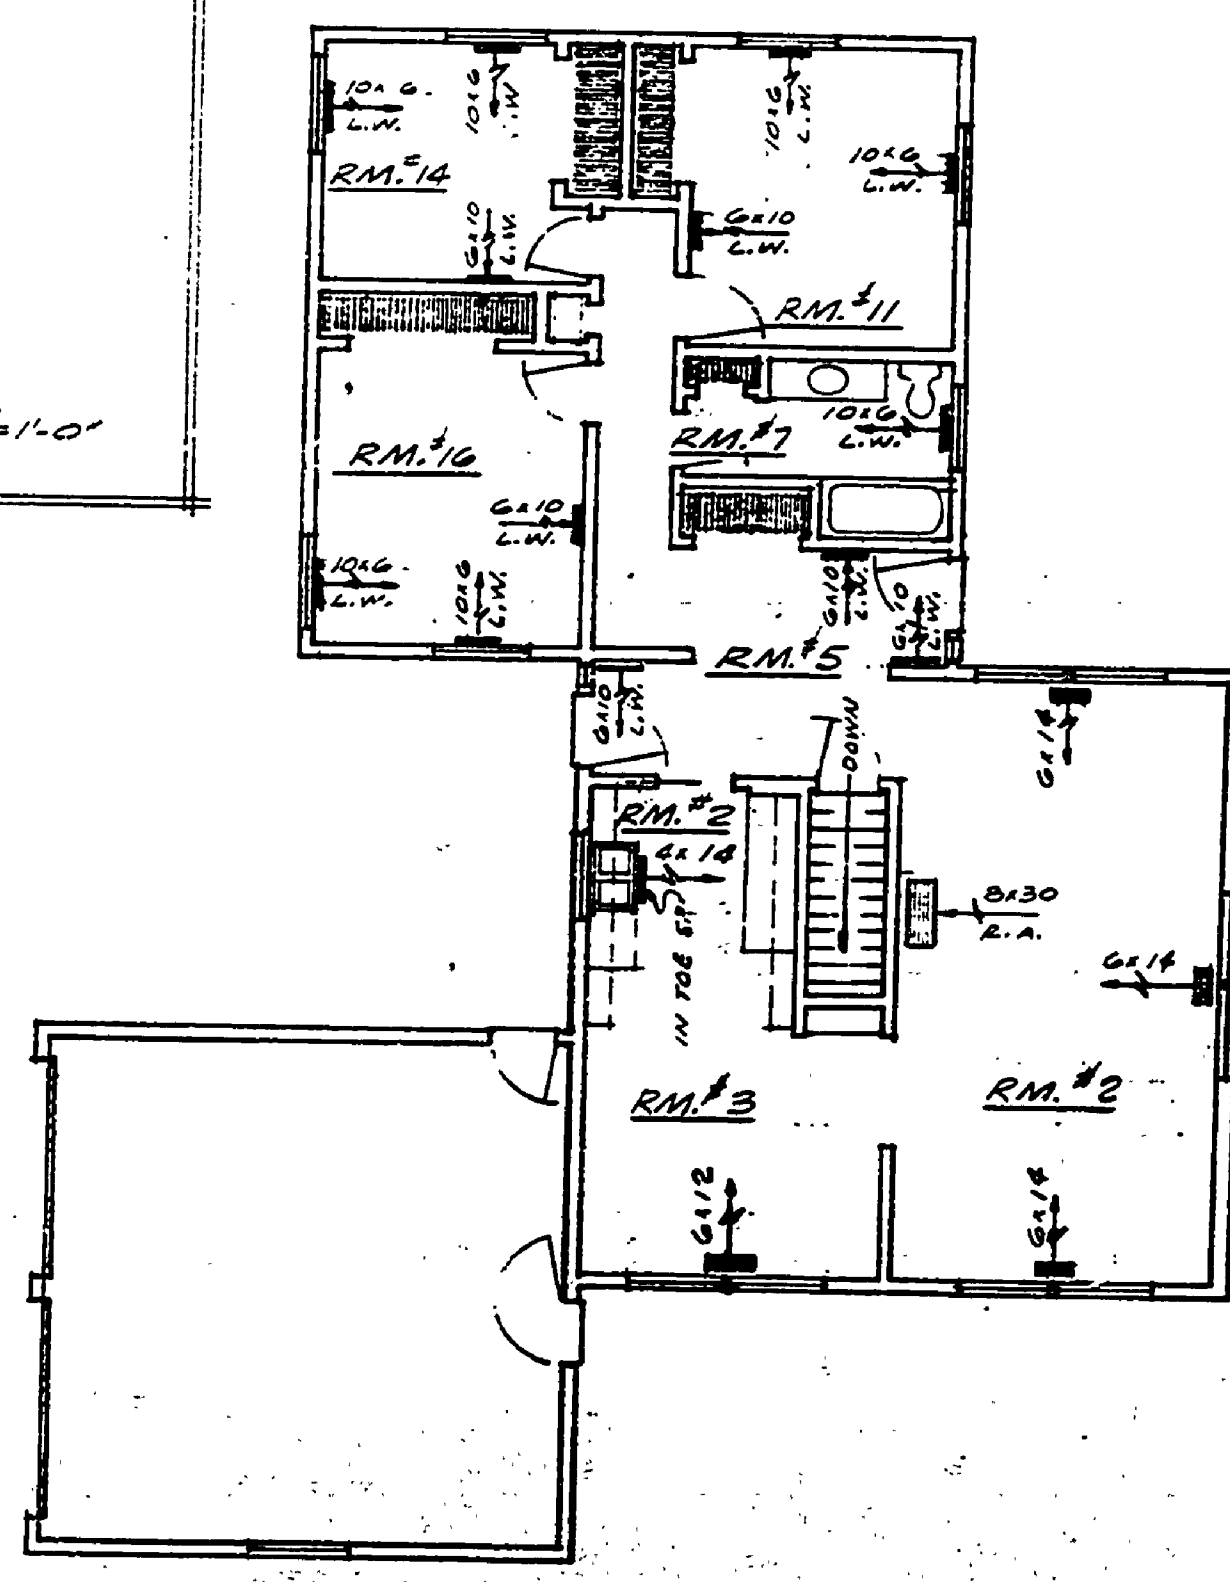 10x6
L.W.
10x6
L.W.
RM.#14
6x10
L.W.
10x6
L.W.
10x6
L.W.
6x10
L.W.
RM.#11
=1'-0"
RM.#16
RM.#7
10x6
L.W.
6x10
L.W.
10x6
L.W.
10x6
L.W.
6x10
L.W.
6x10
L.W.
RM.#5
6x10
L.W.
DOWN
6x14
RM.#2
4x14
IN TOE SP.
8x30
R.A.
6x14
RM.#3
RM.#2
6x12
6x14